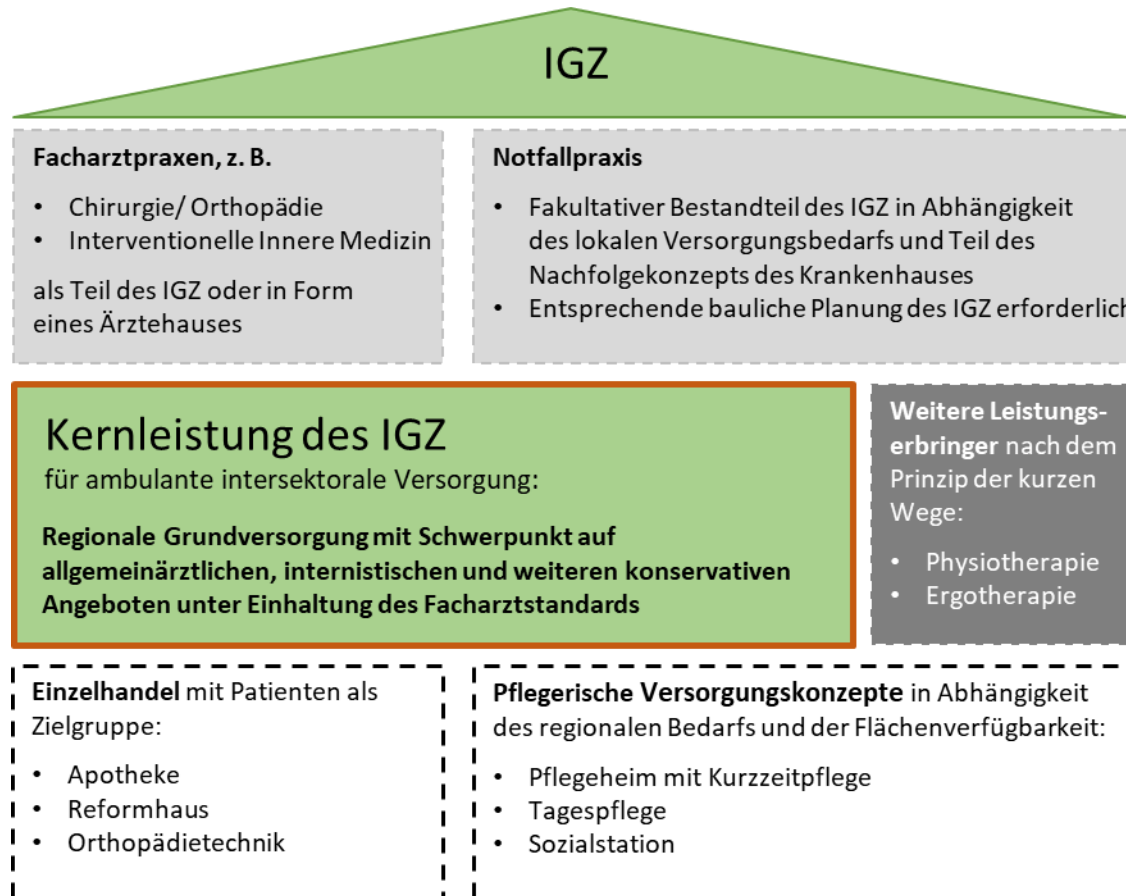 IGZ
Facharztpraxen, z. B.
• Chirurgie/ Orthopädie
• Interventionelle Innere Medizin
als Teil des IGZ oder in Form
eines Ärztehauses
Notfallpraxis
• Fakultativer Bestandteil des IGZ in Abhängigkeit
des lokalen Versorgungsbedarfs und Teil des
Nachfolgekonzepts des Krankenhauses
• Entsprechende bauliche Planung des IGZ erforderlich
Kernleistung des IGZ
für ambulante intersektorale Versorgung:
Regionale Grundversorgung mit Schwerpunkt auf
allgemeinärztlichen, internistischen und weiteren konservativen
Angeboten unter Einhaltung des Facharztstandards
Weitere Leistungs-
erbringer nach dem
Prinzip der kurzen
Wege:
• Physiotherapie
• Ergotherapie
Einzelhandel mit Patienten als
Zielgruppe:
• Apotheke
• Reformhaus
• Orthopädietechnik
Pflegerische Versorgungskonzepte in Abhängigkeit
des regionalen Bedarfs und der Flächenverfügbarkeit:
• Pflegeheim mit Kurzzeitpflege
• Tagespflege
• Sozialstation